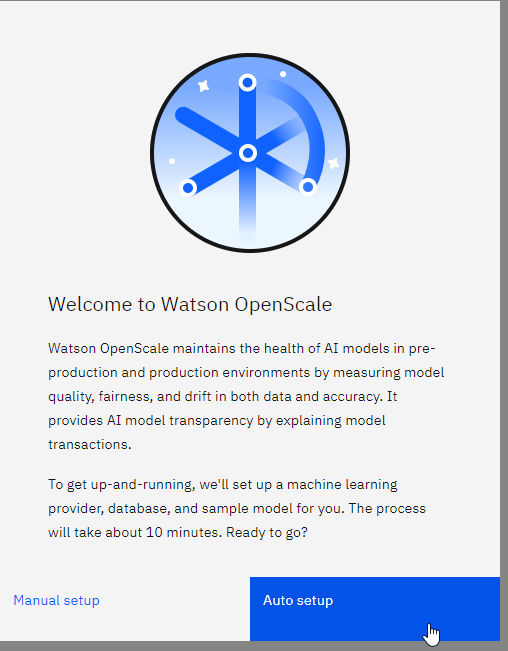 Welcome to Watson OpenScale
Watson OpenScale maintains the health of AI models in pre-
production and production environments by measuring model
quality, fairness, and drift in both data and accuracy. It
provides AI model transparency by explaining model
transactions.
To get up-and-running, we'll set up a machine learning
provider, database, and sample model for you. The process
will take about 10 minutes. Ready to go?
Manual setup
Auto setup